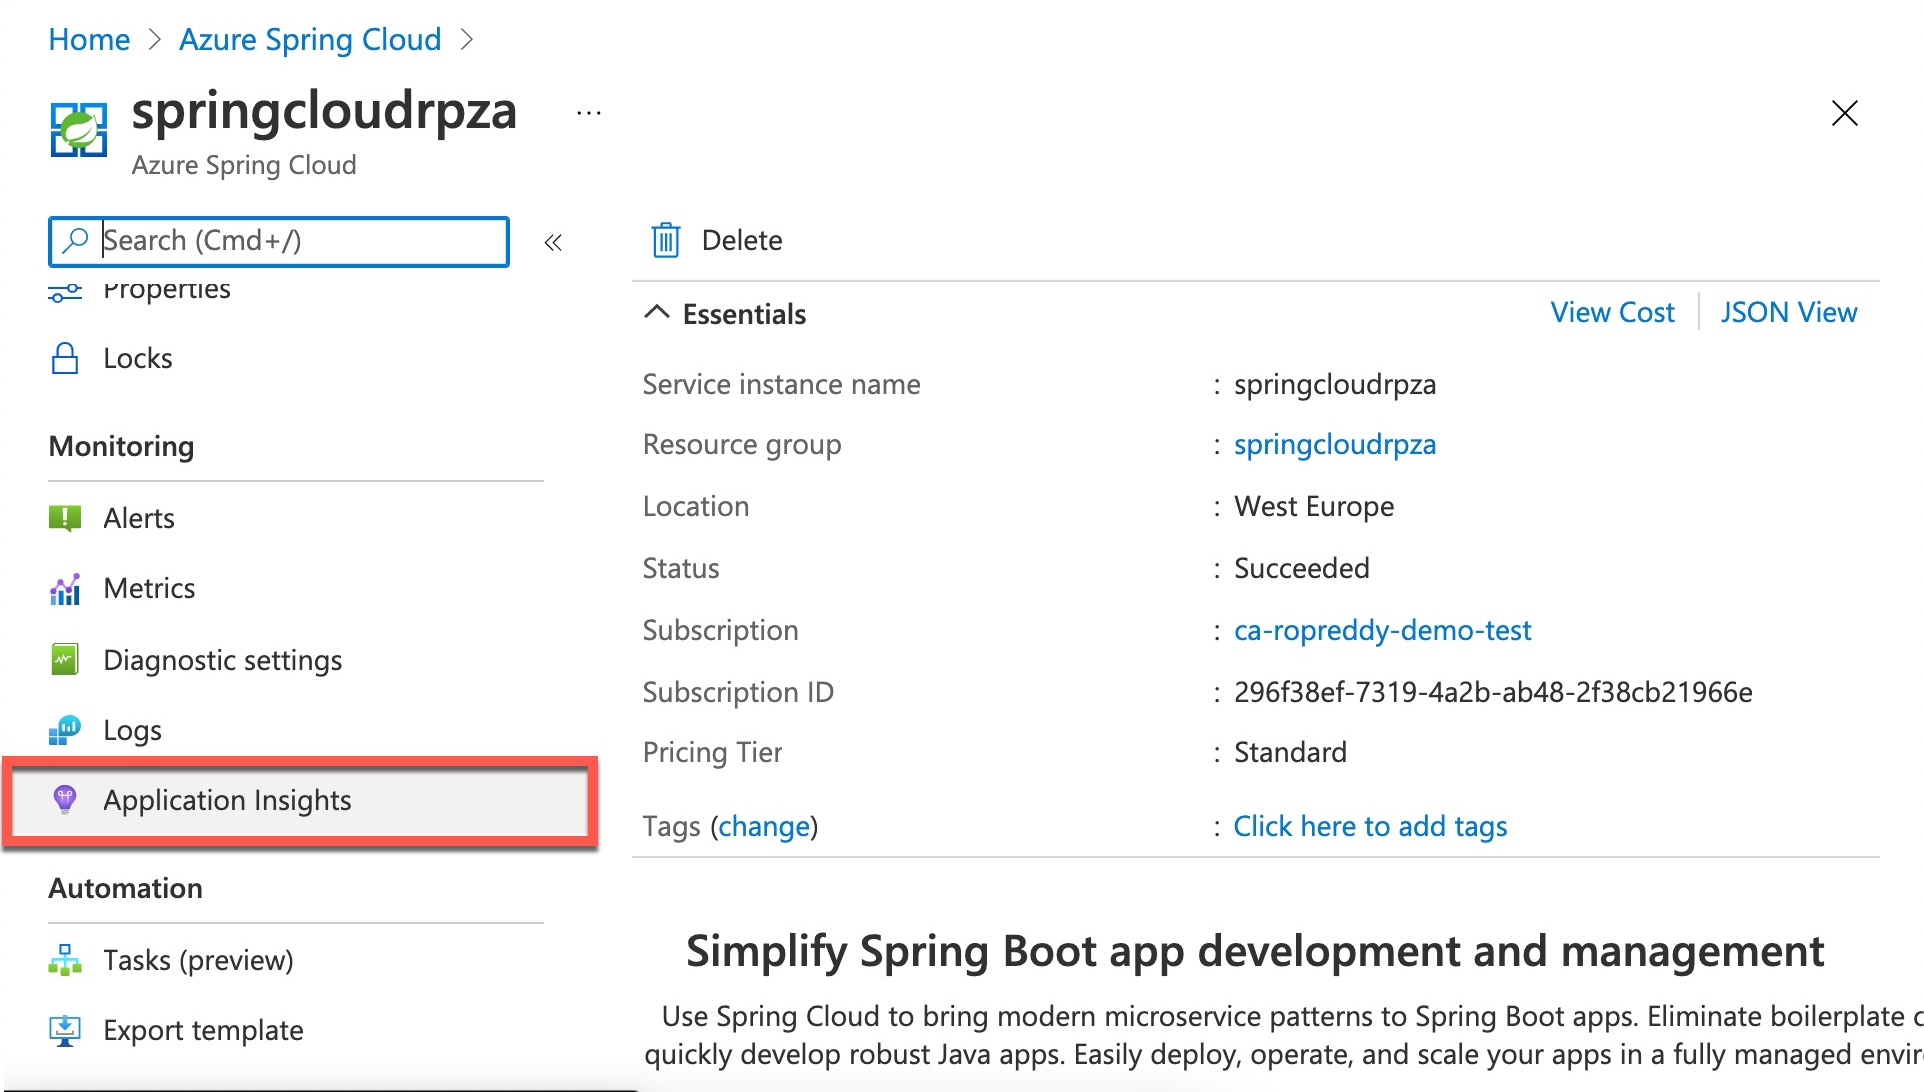 Home > Azure Spring Cloud >
springcloudrpza ...
Azure Spring Cloud
Search (Cmd+/) «
Properties
Locks
Monitoring
Alerts
Metrics
Diagnostic settings
Logs
Application Insights
Automation
Tasks (preview)
Export template
Delete
Essentials
View Cost | JSON View
Service instance name : springcloudrpza
Resource group : springcloudrpza
Location : West Europe
Status : Succeeded
Subscription : ca-ropreddy-demo-test
Subscription ID : 296f38ef-7319-4a2b-ab48-2f38cb21966e
Pricing Tier : Standard
Tags (change) : Click here to add tags
Simplify Spring Boot app development and management
Use Spring Cloud to bring modern microservice patterns to Spring Boot apps. Eliminate boilerplate
quickly develop robust Java apps. Easily deploy, operate, and scale your apps in a fully managed